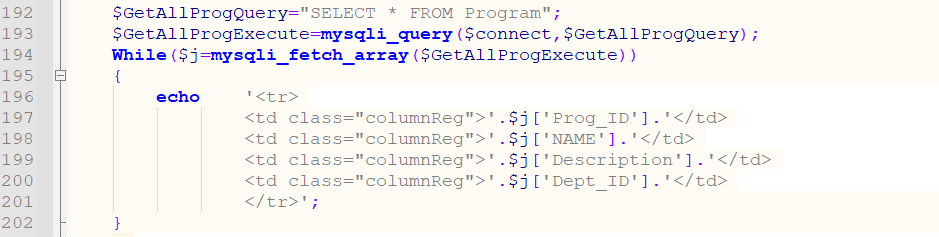 192 $GetAllProgQuery="SELECT * FROM Program";
193 $GetAllProgExecute=mysqli_query($connect,$GetAllProgQuery);
194 While($j=mysqli_fetch_array($GetAllProgExecute))
195 {
196 echo '<tr>
197 <td class="columnReg">'.$j['Prog_ID'].'</td>
198 <td class="columnReg">'.$j['NAME'].'</td>
199 <td class="columnReg">'.$j['Description'].'</td>
200 <td class="columnReg">'.$j['Dept_ID'].'</td>
201 </tr>';
202 }